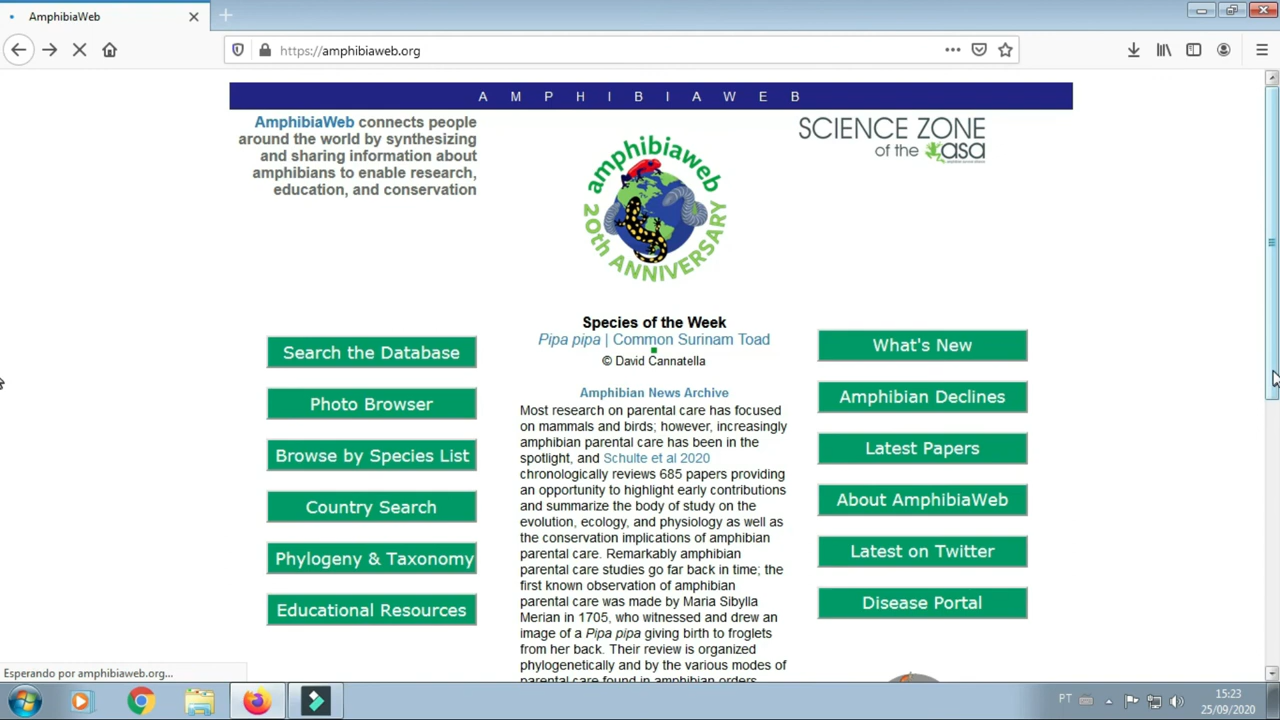 AmphibiaWeb
https://amphibiaweb.org
A M P H I B I A W E B
AmphibiaWeb connects people
around the world by synthesizing
and sharing information about
amphibians to enable research,
education, and conservation
amphibiaweb
20th ANNIVERSARY
SCIENCE ZONE
of the asa
Search the Database
Photo Browser
Browse by Species List
Country Search
Phylogeny & Taxonomy
Educational Resources
Species of the Week
Pipa pipa | Common Surinam Toad
© David Cannatella
Amphibian News Archive
Most research on parental care has focused
on mammals and birds; however, increasingly
amphibian parental care has been in the
spotlight, and Schulte et al 2020
chronologically reviews 685 papers providing
an opportunity to highlight early contributions
and summarize the body of study on the
evolution, ecology, and physiology as well as
the conservation implications of amphibian
parental care. Remarkably amphibian
parental care studies go far back in time; the
first known observation of amphibian
parental care was made by Maria Sibylla
Merian in 1705, who witnessed and drew an
image of a Pipa pipa giving birth to froglets
from her back. Their review is organized
phylogenetically and by the various modes of
parental care found in amphibian orders
What's New
Amphibian Declines
Latest Papers
About AmphibiaWeb
Latest on Twitter
Disease Portal
Esperando por amphibiaweb.org...
PT
15:23
25/09/2020